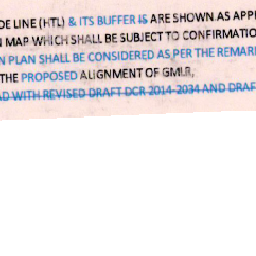 DE LINE (HTL) & ITS BUFFER IS ARE SHOWN AS APP
MAP WHICH SHALL BE SUBJECT TO CONFIRMATIO
PLAN SHALL BE CONSIDERED AS PER THE REMAR
THE PROPOSED ALIGNMENT OF GMLR,
AD WITH REVISED DRAFT DCR 2014-2034 AND DRAF